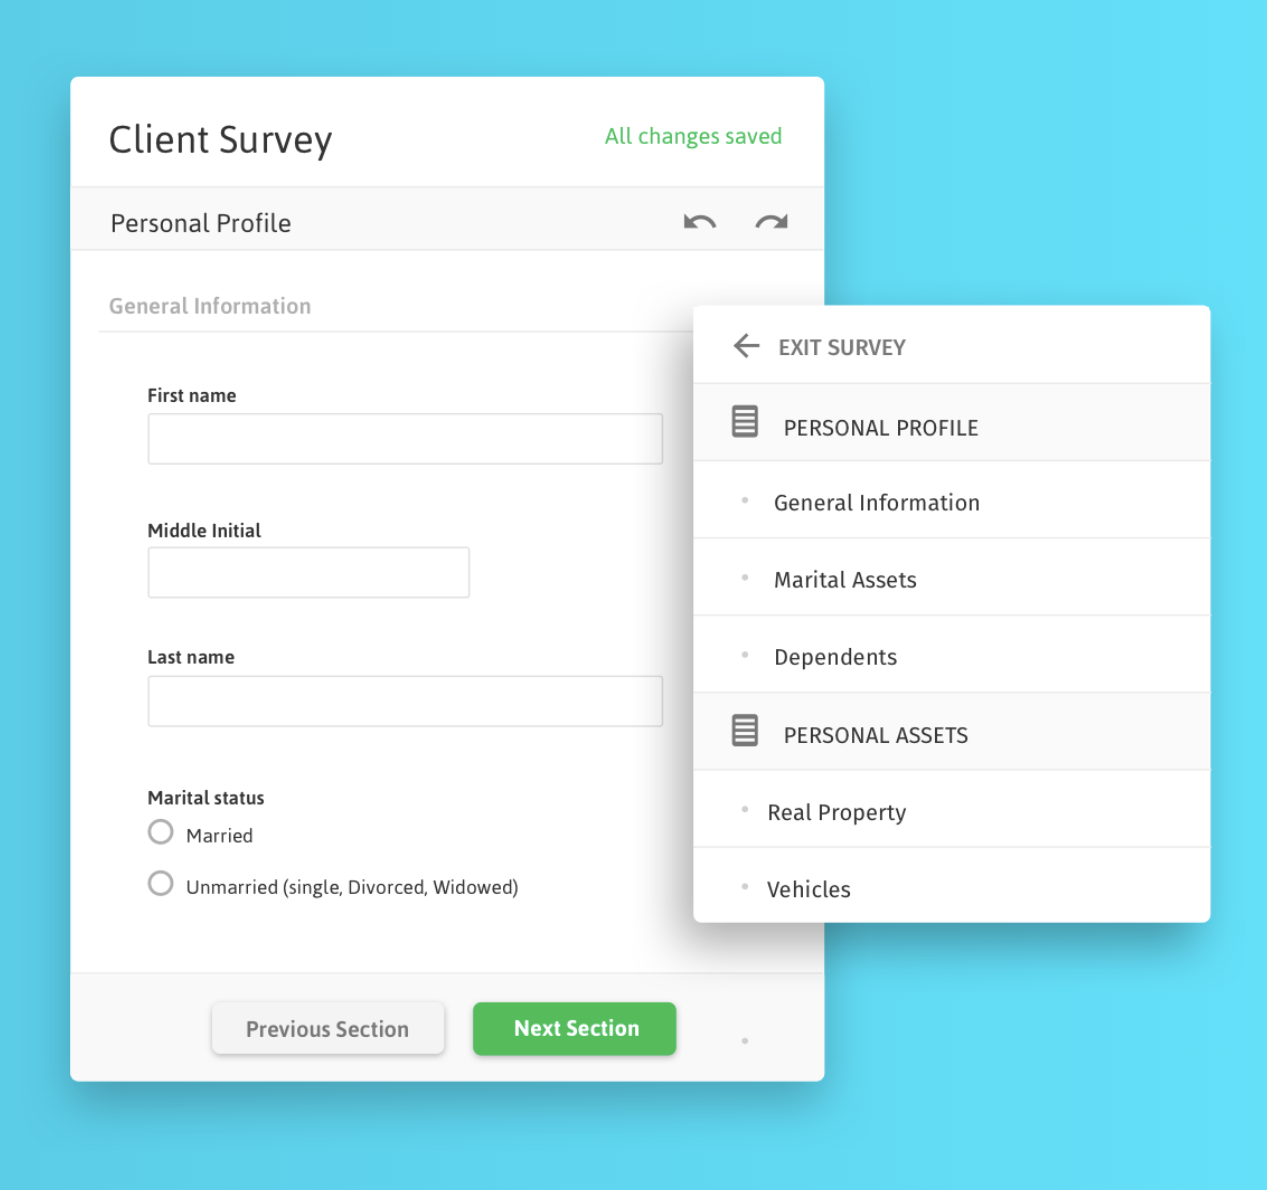 Client Survey
All changes saved
Personal Profile
General Information
First name
Middle Initial
Last name
Marital status
Married
Unmarried (single, Divorced, Widowed)
Previous Section
Next Section
EXIT SURVEY
PERSONAL PROFILE
General Information
Marital Assets
Dependents
PERSONAL ASSETS
Real Property
Vehicles